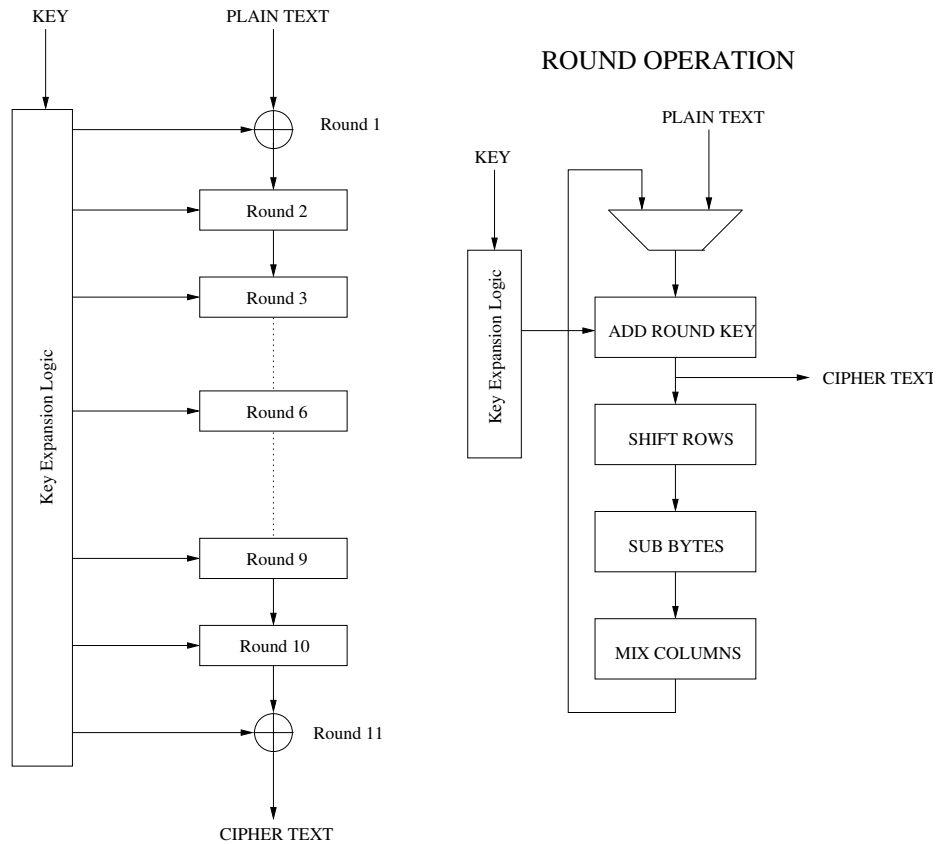 KEY
PLAIN TEXT
Round 1
Round 2
Round 3
Key Expansion Logic
Round 6
Round 9
Round 10
Round 11
CIPHER TEXT
ROUND OPERATION
PLAIN TEXT
KEY
Key Expansion Logic
ADD ROUND KEY
CIPHER TEXT
SHIFT ROWS
SUB BYTES
MIX COLUMNS